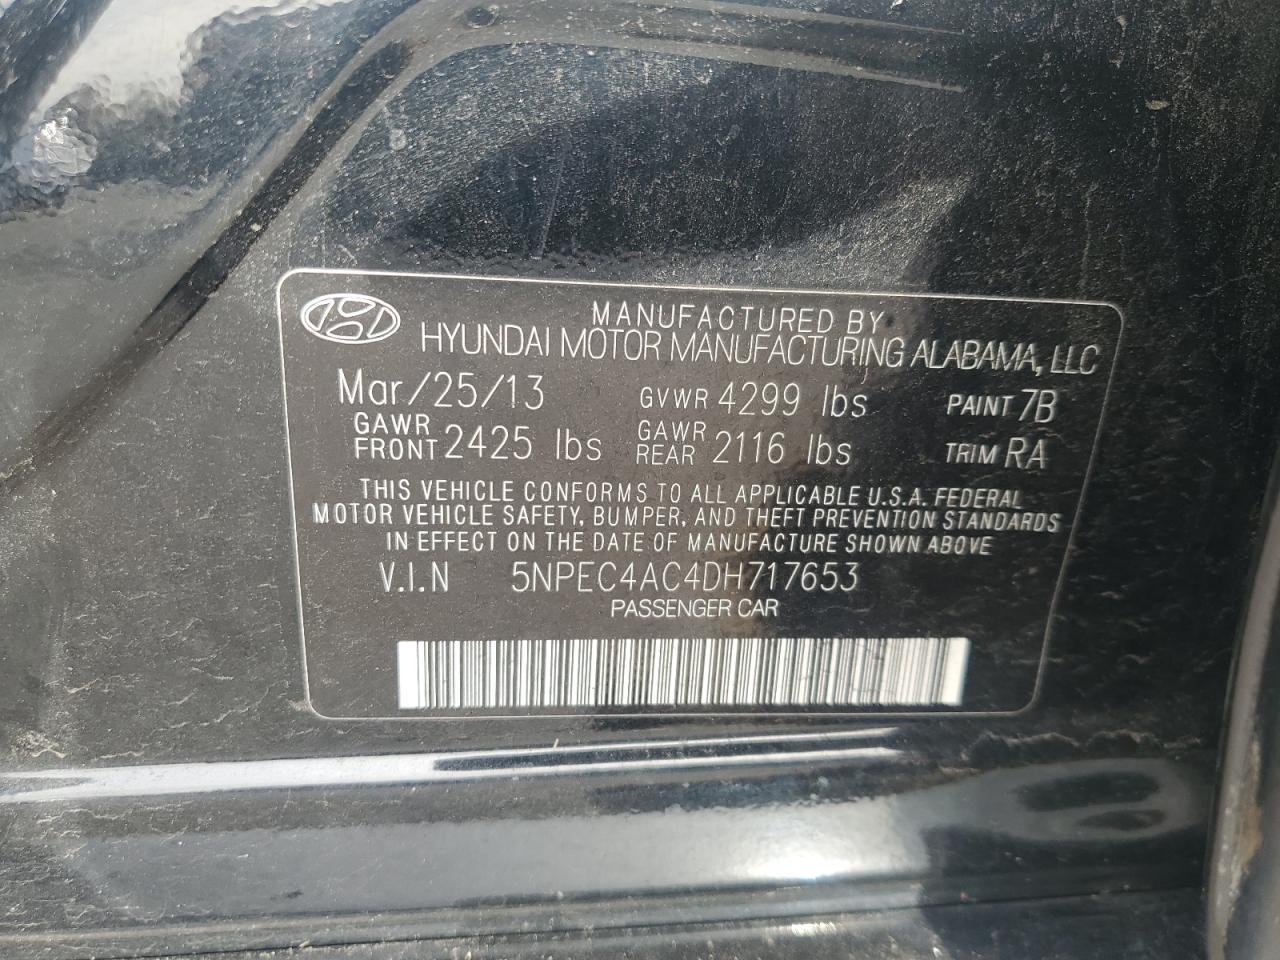 MANUFACTURED BY
HYUNDAI MOTOR MANUFACTURING ALABAMA, LLC
Mar/25/13 GVWR 4299 lbs PAINT 7B
GAWR FRONT 2425 lbs GAWR REAR 2116 lbs TRIM RA
THIS VEHICLE CONFORMS TO ALL APPLICABLE U.S.A. FEDERAL
MOTOR VEHICLE SAFETY, BUMPER, AND THEFT PREVENTION STANDARDS
IN EFFECT ON THE DATE OF MANUFACTURE SHOWN ABOVE
V.I.N 5NPEC4AC4DH717653
PASSENGER CAR